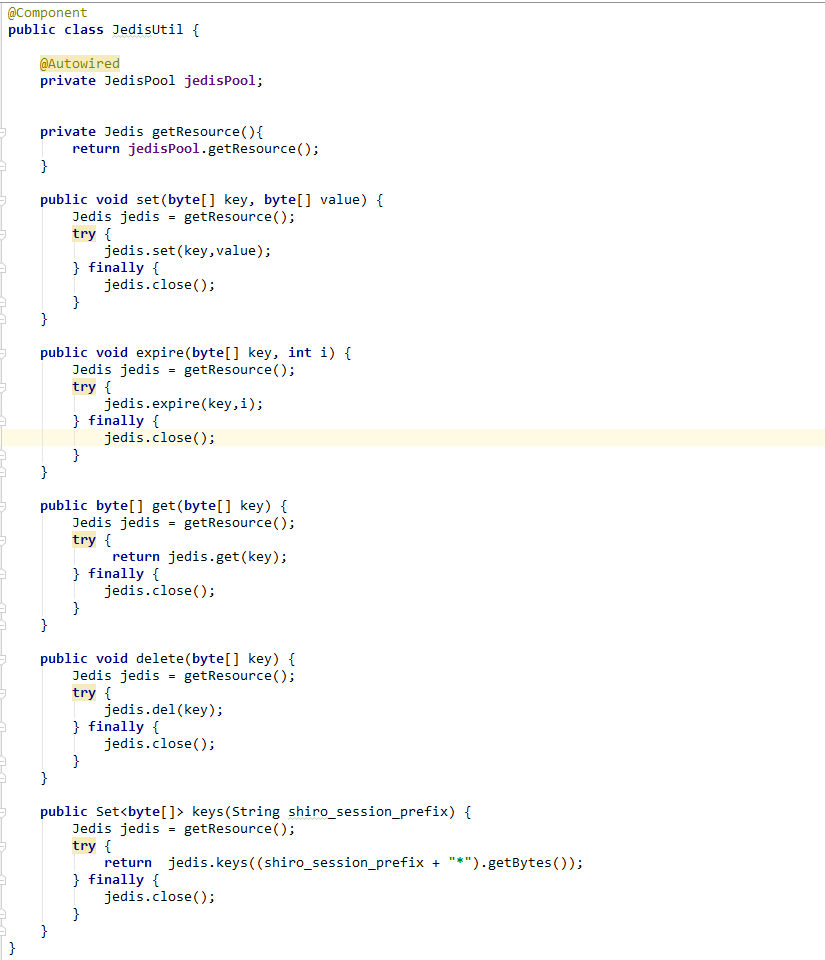 @Component
public class JedisUtil {
@Autowired
private JedisPool jedisPool;
private Jedis getResource(){
return jedisPool.getResource();
}
public void set(byte[] key, byte[] value) {
Jedis jedis = getResource();
try {
jedis.set(key,value);
} finally {
jedis.close();
}
}
public void expire(byte[] key, int i) {
Jedis jedis = getResource();
try {
jedis.expire(key,i);
} finally {
jedis.close();
}
}
public byte[] get(byte[] key) {
Jedis jedis = getResource();
try {
return jedis.get(key);
} finally {
jedis.close();
}
}
public void delete(byte[] key) {
Jedis jedis = getResource();
try {
jedis.del(key);
} finally {
jedis.close();
}
}
public Set<byte[]> keys(String shiro_session_prefix) {
Jedis jedis = getResource();
try {
return  jedis.keys((shiro_session_prefix + "*").getBytes());
} finally {
jedis.close();
}
}
}